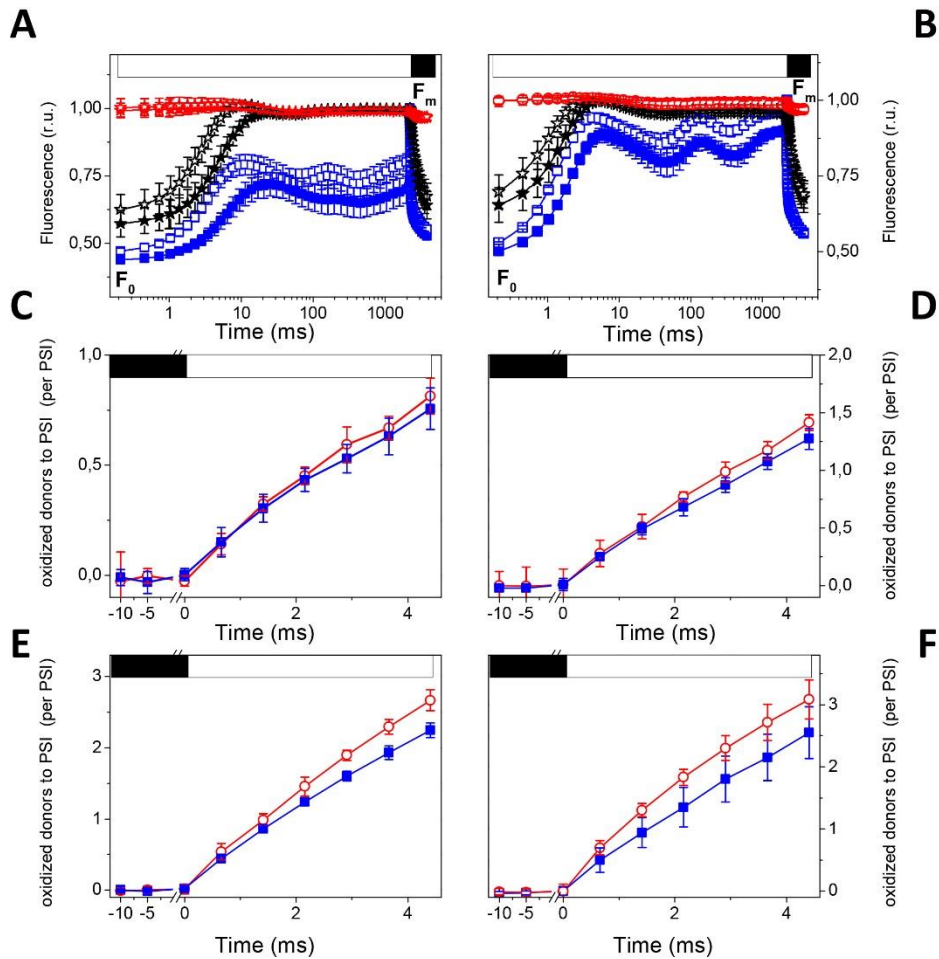 A
B
F
m
1,00
0,75
0,50
Fluorescence (r.u.)
F
0
1
10
100
1000
Time (ms)
F
m
1,00
0,75
0,50
Fluorescence (r.u.)
F
0
1
10
100
1000
Time (ms)
C
D
1,0
0,5
0,0
oxidized donors to PSI (per PSI)
-10
-5
0
2
4
Time (ms)
2,0
1,5
1,0
0,5
0,0
oxidized donors to PSI (per PSI)
-10
-5
0
2
4
Time (ms)
E
F
3
2
1
0
oxidized donors to PSI (per PSI)
-10
-5
0
2
4
Time (ms)
3
2
1
0
oxidized donors to PSI (per PSI)
-10
-5
0
2
4
Time (ms)